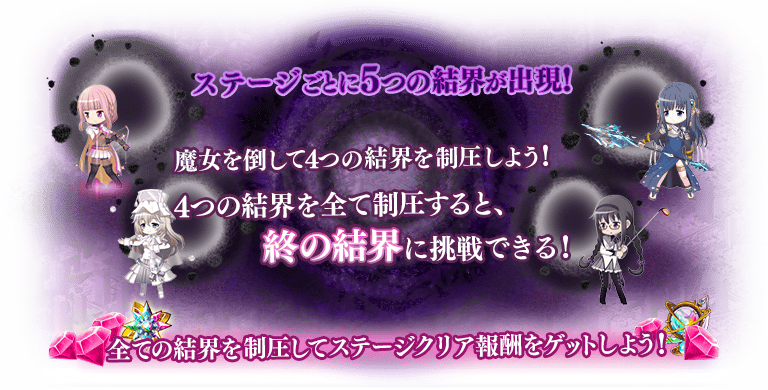 ステージごとに5つの結界が出現!
魔女を倒して4つの結界を制圧しよう!
4つの結界を全て制圧すると、
終の結界に挑戦できる!
全ての結界を制圧してステージクリア報酬をゲットしよう!